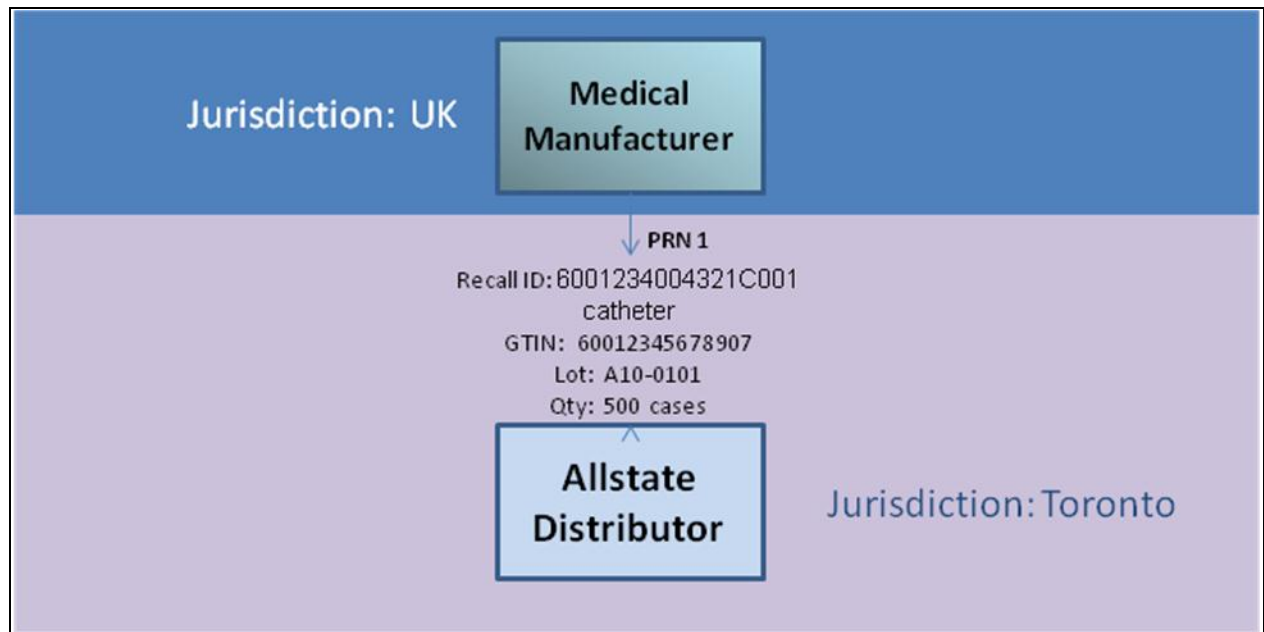 Jurisdiction: UK
Medical
Manufacturer
PRN 1
Recall ID: 6001234004321C001
catheter
GTIN: 60012345678907
Lot: A10-0101
Qty: 500 cases
Allstate
Distributor
Jurisdiction: Toronto